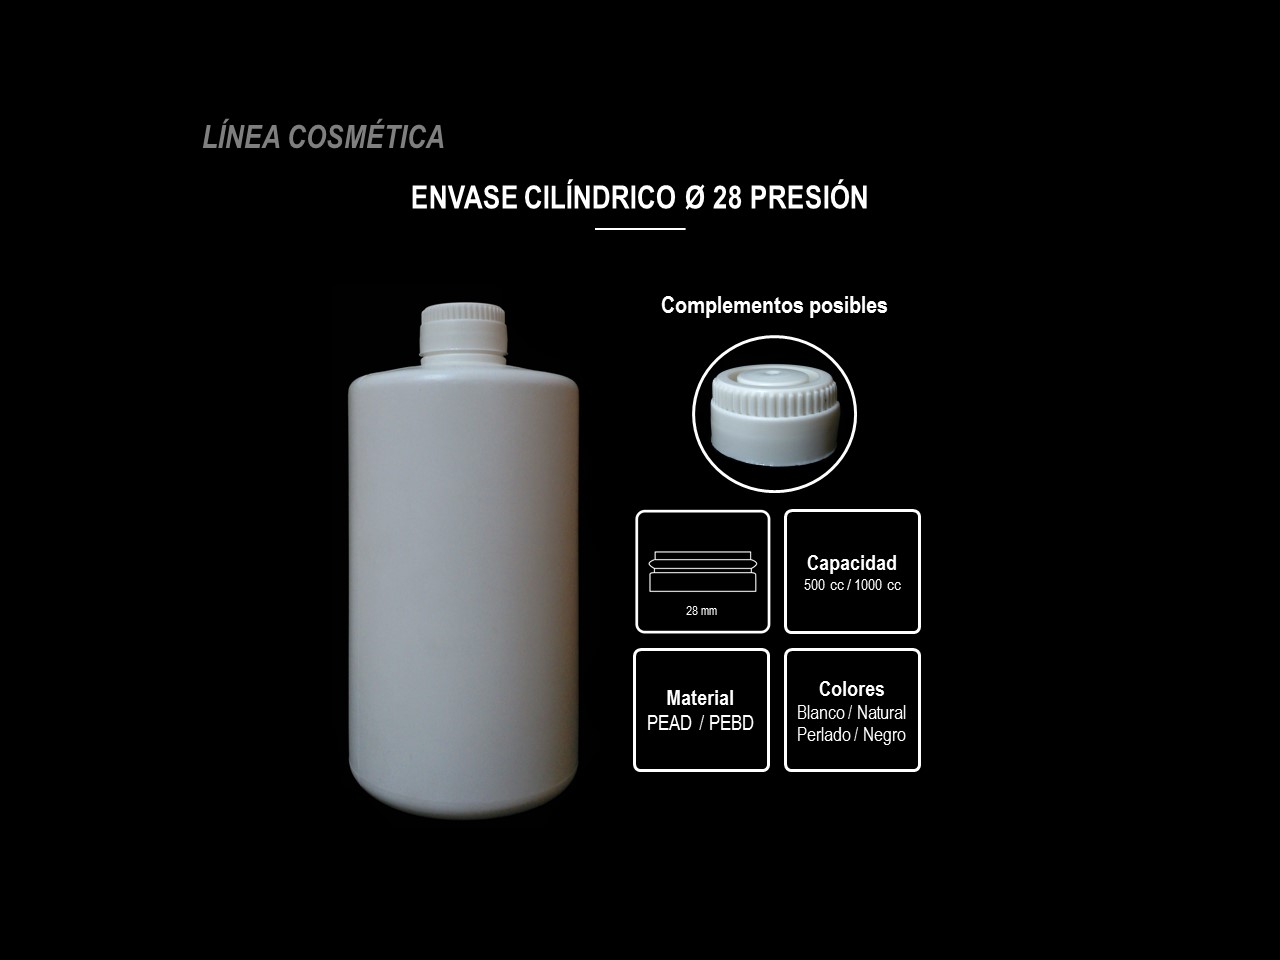 LÍNEA COSMÉTICA
ENVASE CILÍNDRICO Ø 28 PRESIÓN
Complementos posibles
28 mm
Capacidad
500 cc / 1000 cc
Material
PEAD / PEBD
Colores
Blanco / Natural
Perlado / Negro